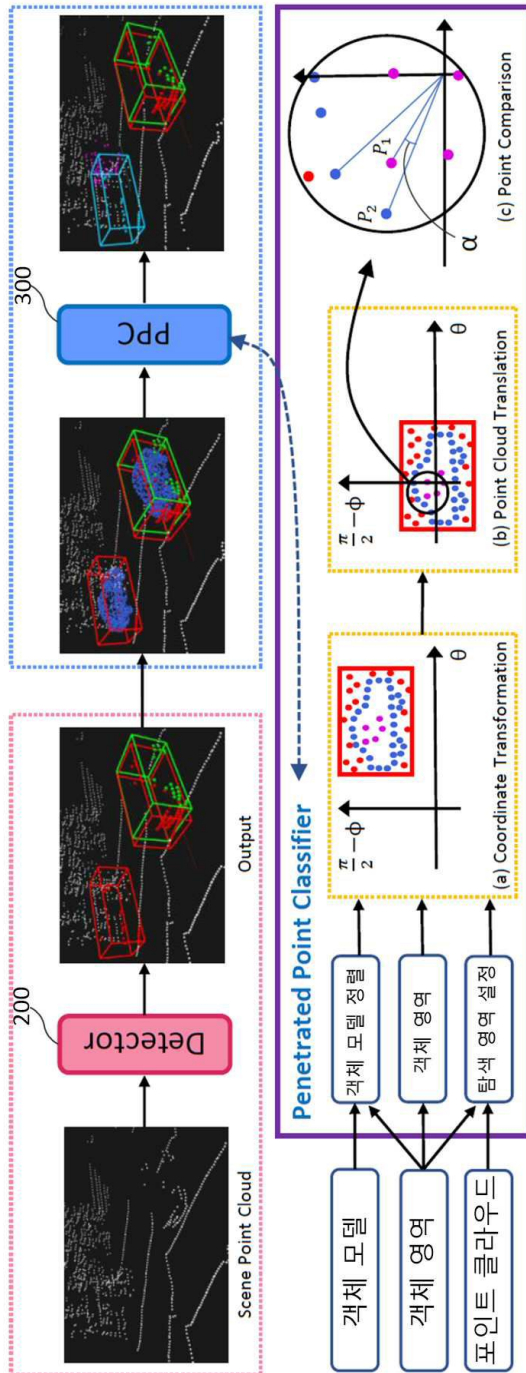 Scene Point Cloud
200
Detector
Output
300
PPC
객체 모델
객체 영역
포인트 클라우드
Penetrated Point Classifier
객체 모델 정렬
객체 영역
탐색 영역 설정
π/2 − ϕ
θ
(a) Coordinate Transformation
π/2 − ϕ
θ
(b) Point Cloud Translation
P₂
P₁
α
(c) Point Comparison